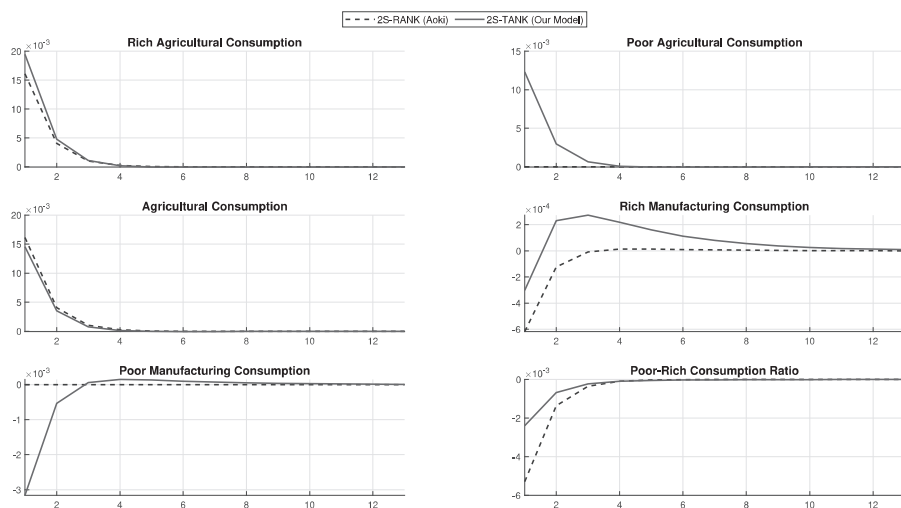 2S-RANK (Aoki) 2S-TANK (Our Model)
Rich Agricultural Consumption
×10⁻³
20
15
10
5
0
2 4 6 8 10 12
Poor Agricultural Consumption
×10⁻³
15
10
5
0
2 4 6 8 10 12
Agricultural Consumption
×10⁻³
20
15
10
5
0
2 4 6 8 10 12
Rich Manufacturing Consumption
×10⁻⁴
2
0
-2
-4
-6
2 4 6 8 10 12
Poor Manufacturing Consumption
×10⁻³
0
-1
-2
-3
2 4 6 8 10 12
Poor-Rich Consumption Ratio
×10⁻³
0
-2
-4
-6
2 4 6 8 10 12